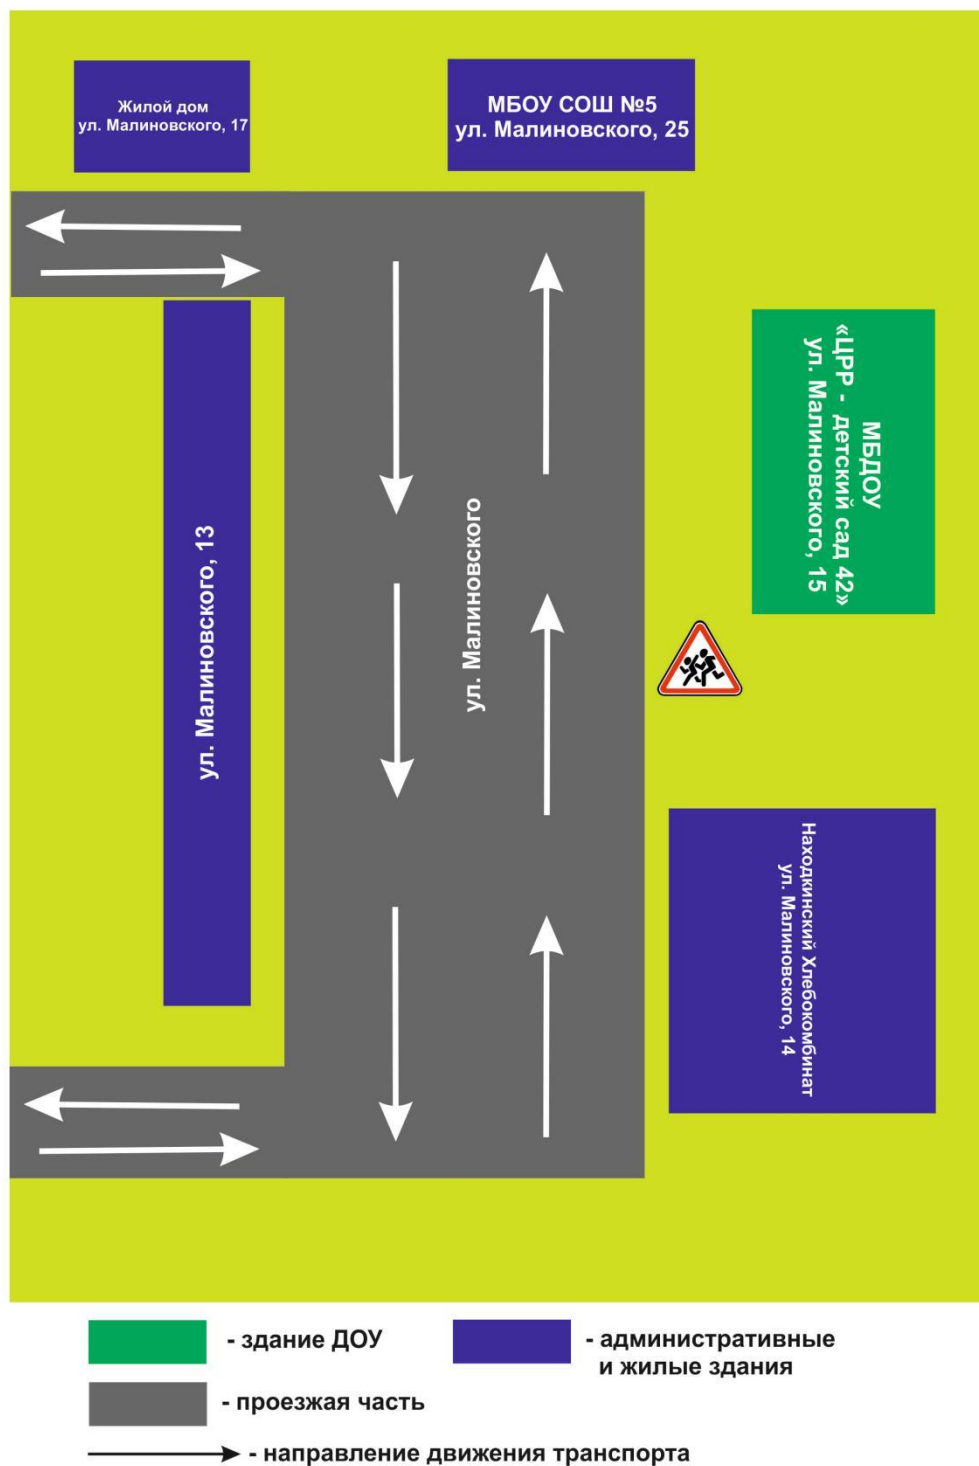 Жилой дом
ул. Малиновского, 17
МБОУ СОШ №5
ул. Малиновского, 25
МБДОУ
«ЦРР - детский сад 42»
ул. Малиновского, 15
ул. Малиновского, 13
ул. Малиновского
Находкинский Хлебокомбинат
ул. Малиновского, 14
- здание ДОУ
- административные
и жилые здания
- проезжая часть
- направление движения транспорта